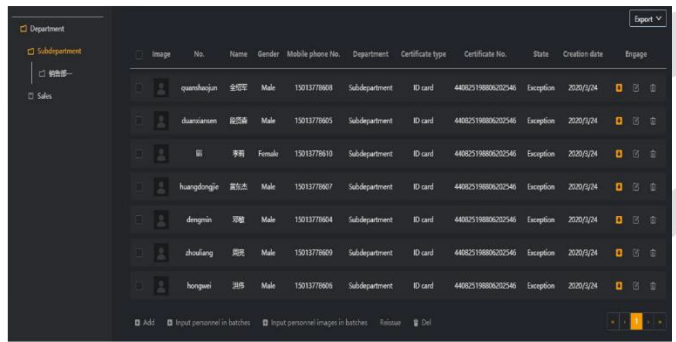 Export
Department
Subdepartment
销售部一
Sales
Image No. Name Gender Mobile phone No. Department Certificate type Certificate No. State Creation date Engage
quanshaojun 全绍军 Male 15013778608 Subdepartment ID card 440825198806202546 Exception 2020/3/24
duanxiansen Male 15013778605 Subdepartment ID card 440825198806202546 Exception 2020/3/24
李莉 Female 15013778610 Subdepartment ID card 440825198806202546 Exception 2020/3/24
huangdongjie 黄东杰 Male 15013778607 Subdepartment ID card 440825198806202546 Exception 2020/3/24
dengmin 邓敏 Male 15013778604 Subdepartment ID card 440825198806202546 Exception 2020/3/24
zhouliang Male 15013778609 Subdepartment ID card 440825198806202546 Exception 2020/3/24
hongwei 洪伟 Male 15013778606 Subdepartment ID card 440825198806202546 Exception 2020/3/24
Add Input personnel in batches Input personnel images in batches Reissue Del
« ‹ 1 › »